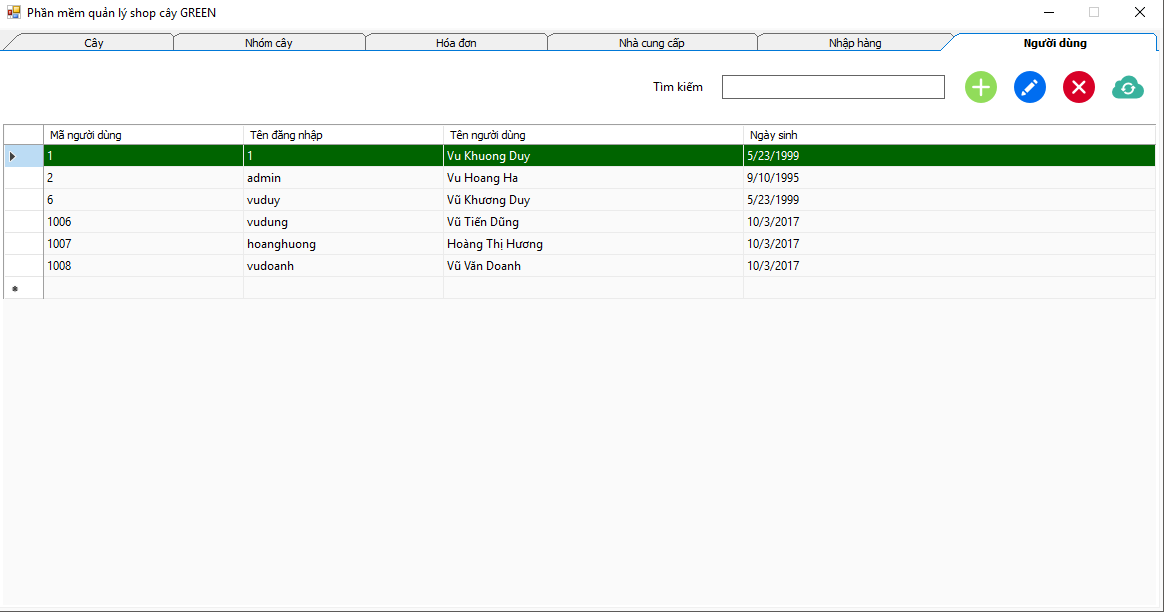 Phần mềm quản lý shop cây GREEN
Cây Nhóm cây Hóa đơn Nhà cung cấp Nhập hàng Người dùng
Tìm kiếm
Mã người dùng Tên đăng nhập Tên người dùng Ngày sinh
1 1 Vu Khuong Duy 5/23/1999
2 admin Vu Hoang Ha 9/10/1995
6 vuduy Vũ Khương Duy 5/23/1999
1006 vudung Vũ Tiến Dũng 10/3/2017
1007 hoanghuong Hoàng Thị Hương 10/3/2017
1008 vudoanh Vũ Văn Doanh 10/3/2017